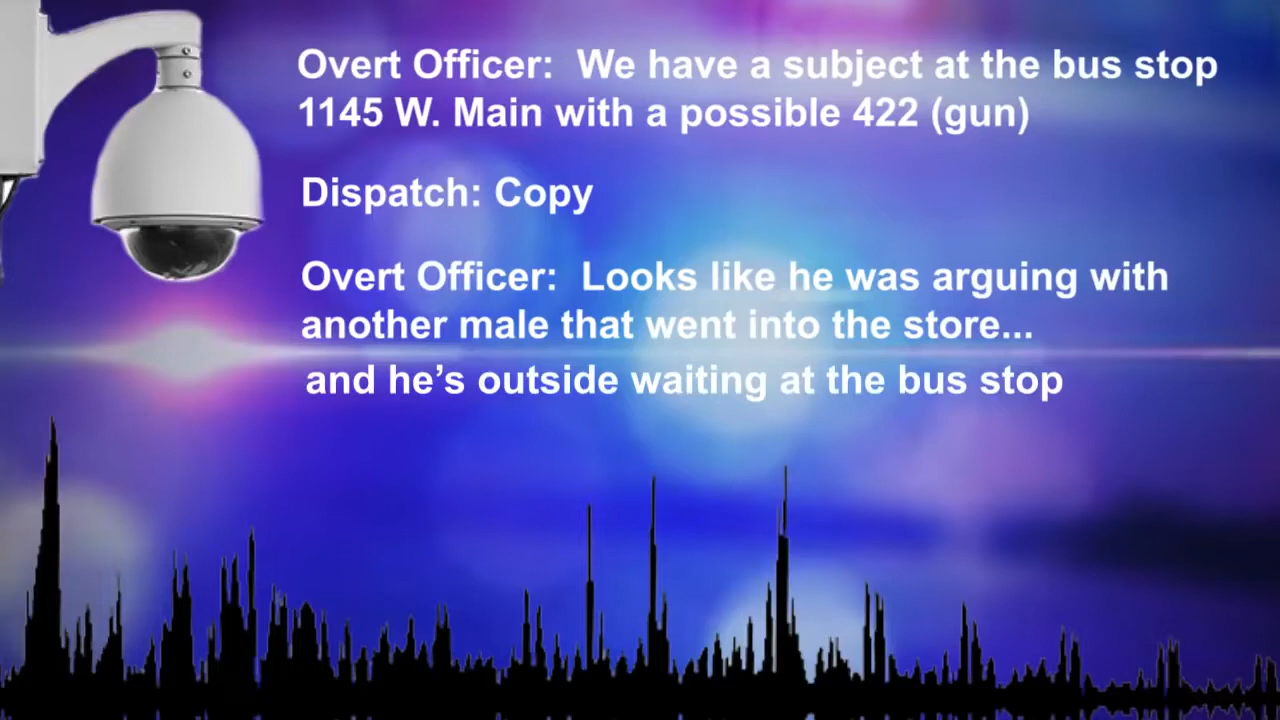 Overt Officer:  We have a subject at the bus stop
1145 W. Main with a possible 422 (gun)
Dispatch: Copy
Overt Officer:  Looks like he was arguing with
another male that went into the store...
and he’s outside waiting at the bus stop